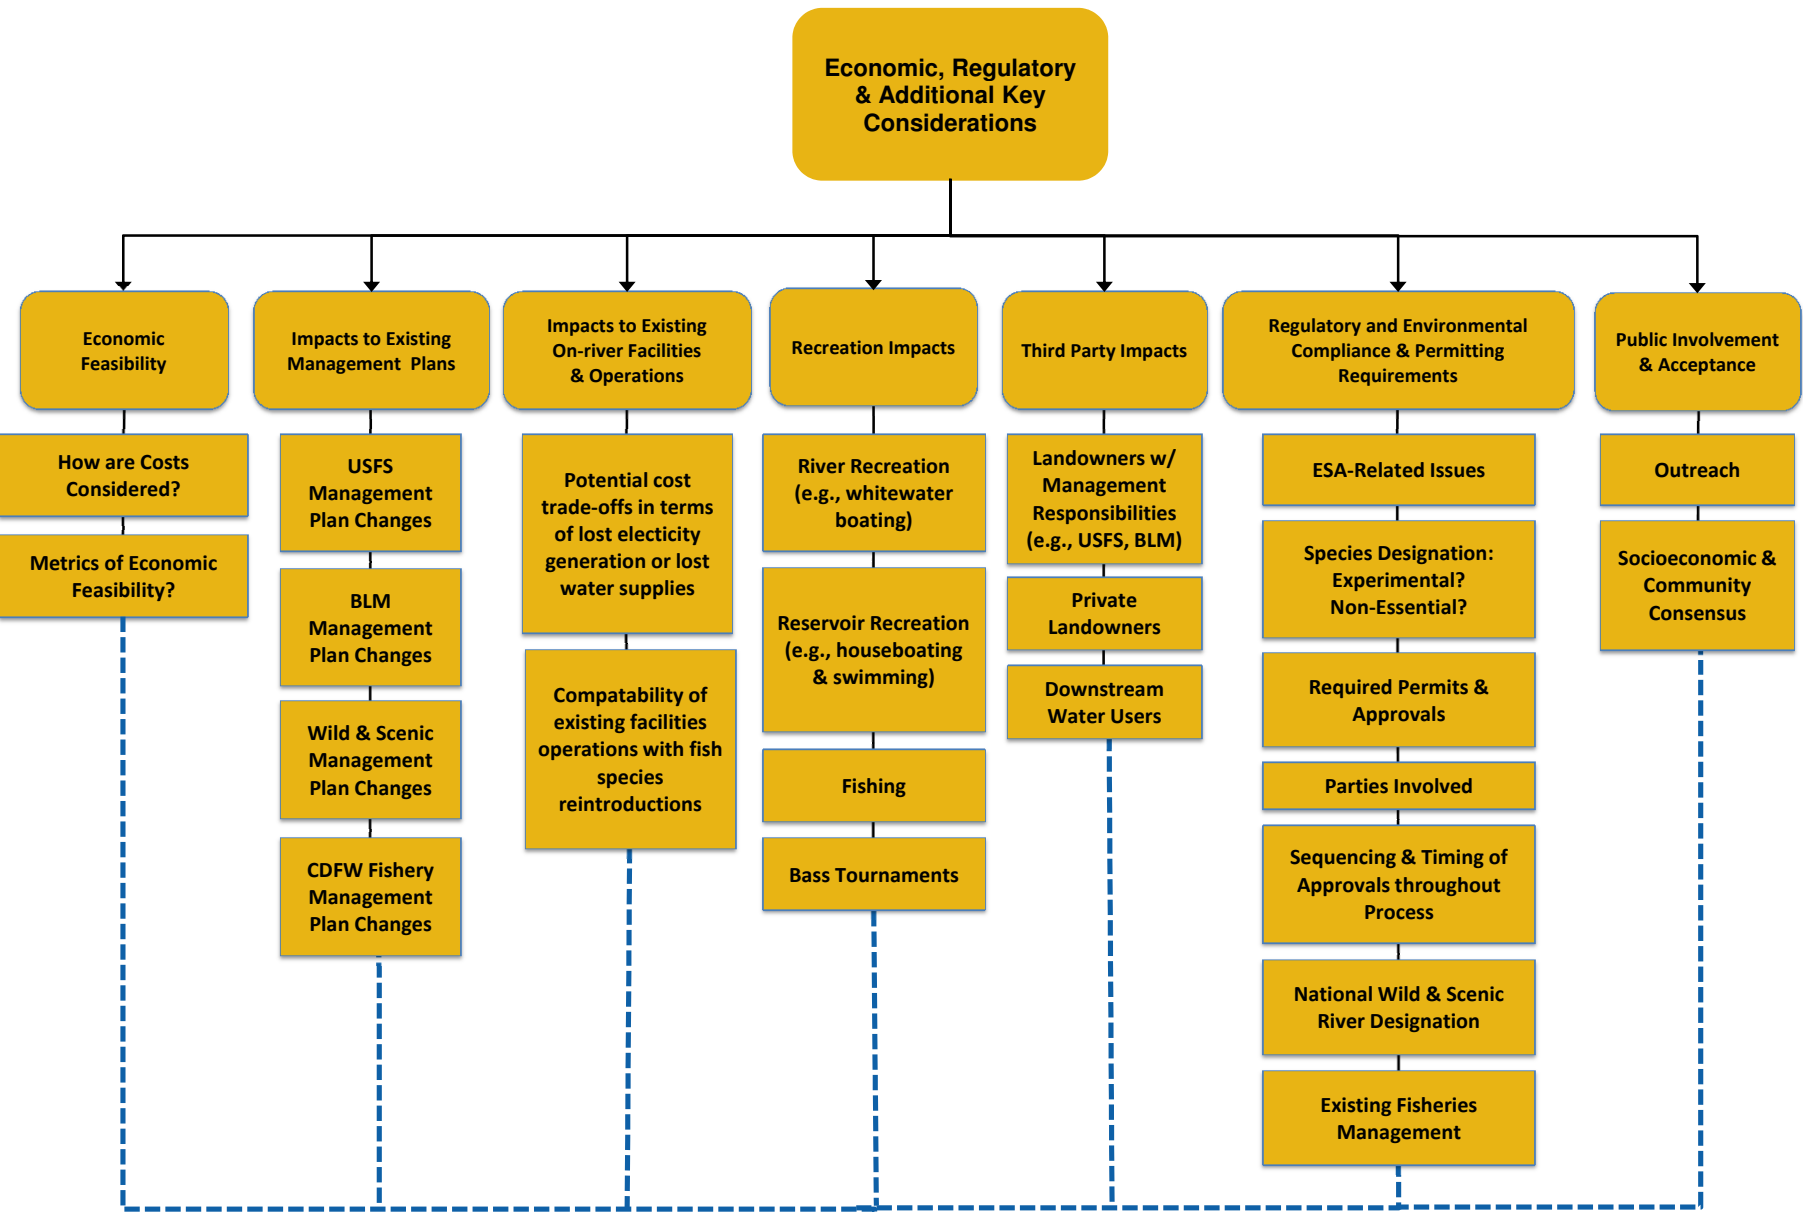 Economic, Regulatory
& Additional Key
Considerations
Economic
Feasibility
How are Costs
Considered?
Metrics of Economic
Feasibility?
Impacts to Existing
Management Plans
USFS
Management
Plan Changes
BLM
Management
Plan Changes
Wild & Scenic
Management
Plan Changes
CDFW Fishery
Management
Plan Changes
Impacts to Existing
On-river Facilities
& Operations
Potential cost
trade-offs in terms
of lost electicity
generation or lost
water supplies
Compatability of
existing facilities
operations with fish
species
reintroductions
Recreation Impacts
River Recreation
(e.g., whitewater
boating)
Reservoir Recreation
(e.g., houseboating
& swimming)
Fishing
Bass Tournaments
Third Party Impacts
Landowners w/
Management
Responsibilities
(e.g., USFS, BLM)
Private
Landowners
Downstream
Water Users
Regulatory and Environmental
Compliance & Permitting
Requirements
ESA-Related Issues
Species Designation:
Experimental?
Non-Essential?
Required Permits &
Approvals
Parties Involved
Sequencing & Timing of
Approvals throughout
Process
National Wild & Scenic
River Designation
Existing Fisheries
Management
Public Involvement
& Acceptance
Outreach
Socioeconomic &
Community
Consensus